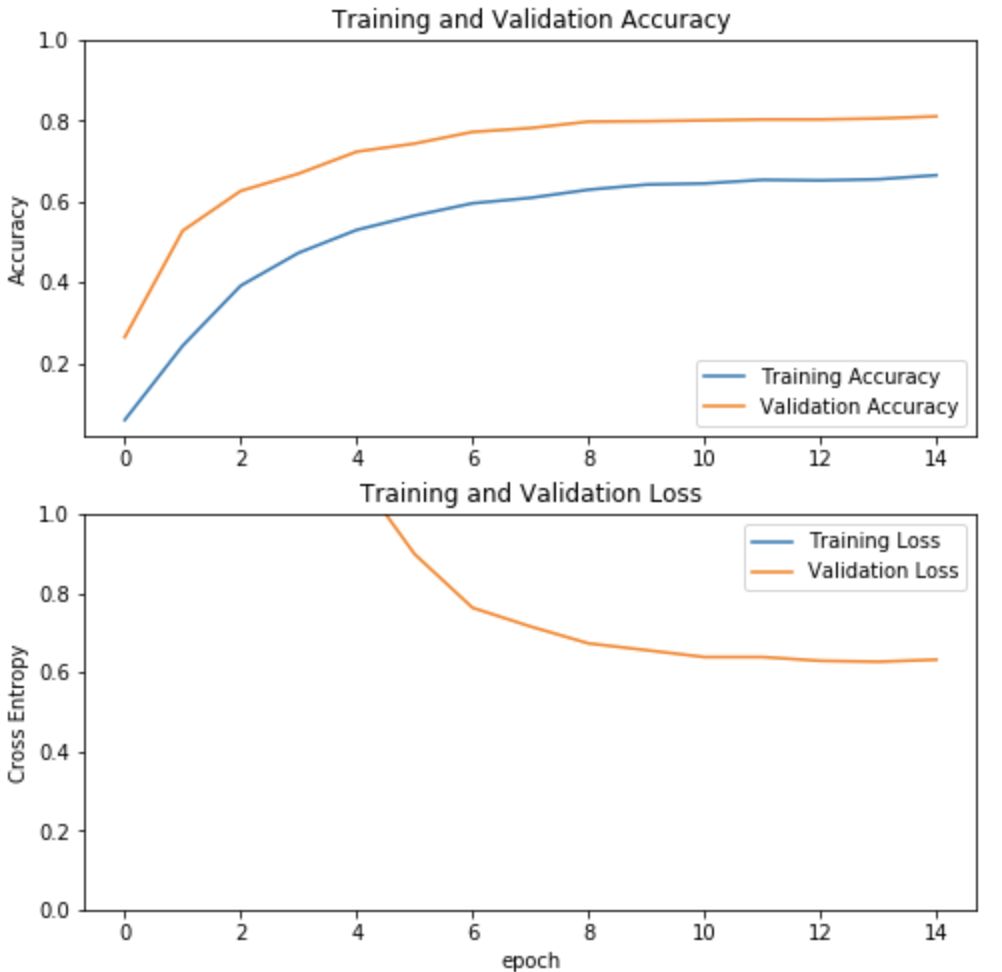 Training and Validation Accuracy
1.0
0.8
0.6
0.4
0.2
Accuracy
Training Accuracy
Validation Accuracy
0 2 4 6 8 10 12 14
Training and Validation Loss
1.0
0.8
0.6
0.4
0.2
0.0
Cross Entropy
Training Loss
Validation Loss
0 2 4 6 8 10 12 14
epoch